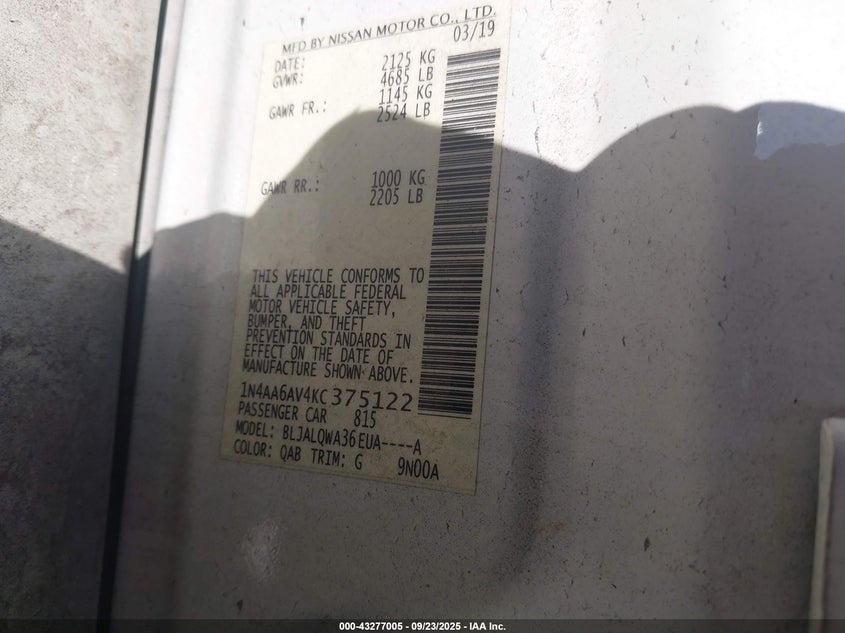 MFD BY NISSAN MOTOR CO., LTD.
DATE: 03/19
GVWR: 2125 KG
4685 LB
GAWR FR.: 1145 KG
2524 LB
GAWR RR.: 1000 KG
2205 LB
THIS VEHICLE CONFORMS TO
ALL APPLICABLE FEDERAL
MOTOR VEHICLE SAFETY,
BUMPER, AND THEFT
PREVENTION STANDARDS IN
EFFECT ON THE DATE OF
MANUFACTURE SHOWN ABOVE.
1N4AA6AV4KC375122
PASSENGER CAR 815
MODEL: BLJALQWA36EUA----A
COLOR: QAB TRIM: G 9N00A
000-43277005 - 09/23/2025 - IAA Inc.